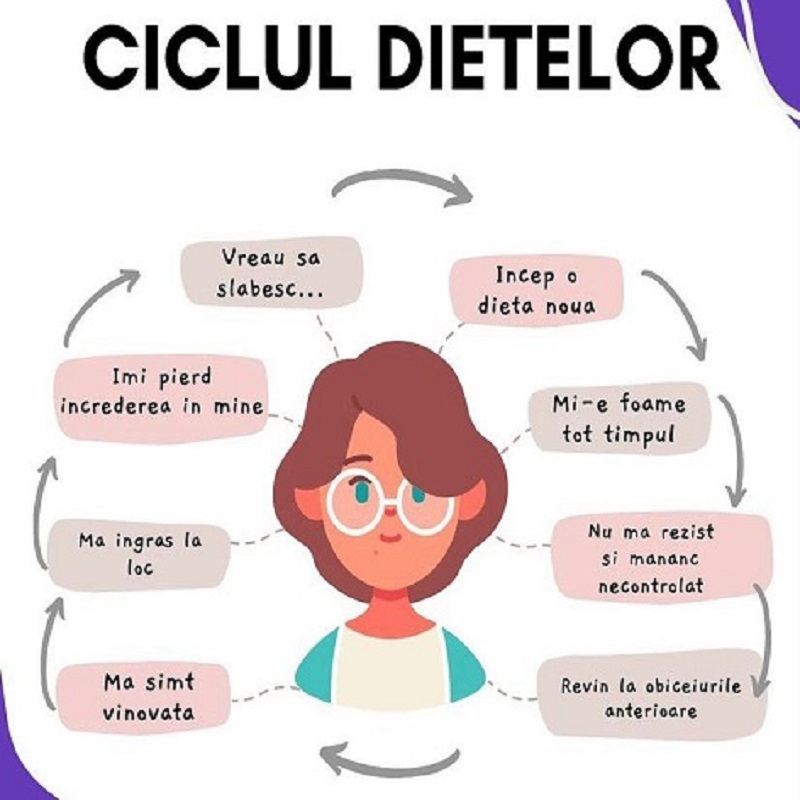 CICLUL DIETELOR
Vreau sa
slabesc...
Incep o
dieta noua
Mi-e foame
tot timpul
Nu ma rezist
si mananc
necontrolat
Revin la obiceiurile
anterioare
Ma simt
vinovata
Ma ingras la
loc
Imi pierd
increderea in mine